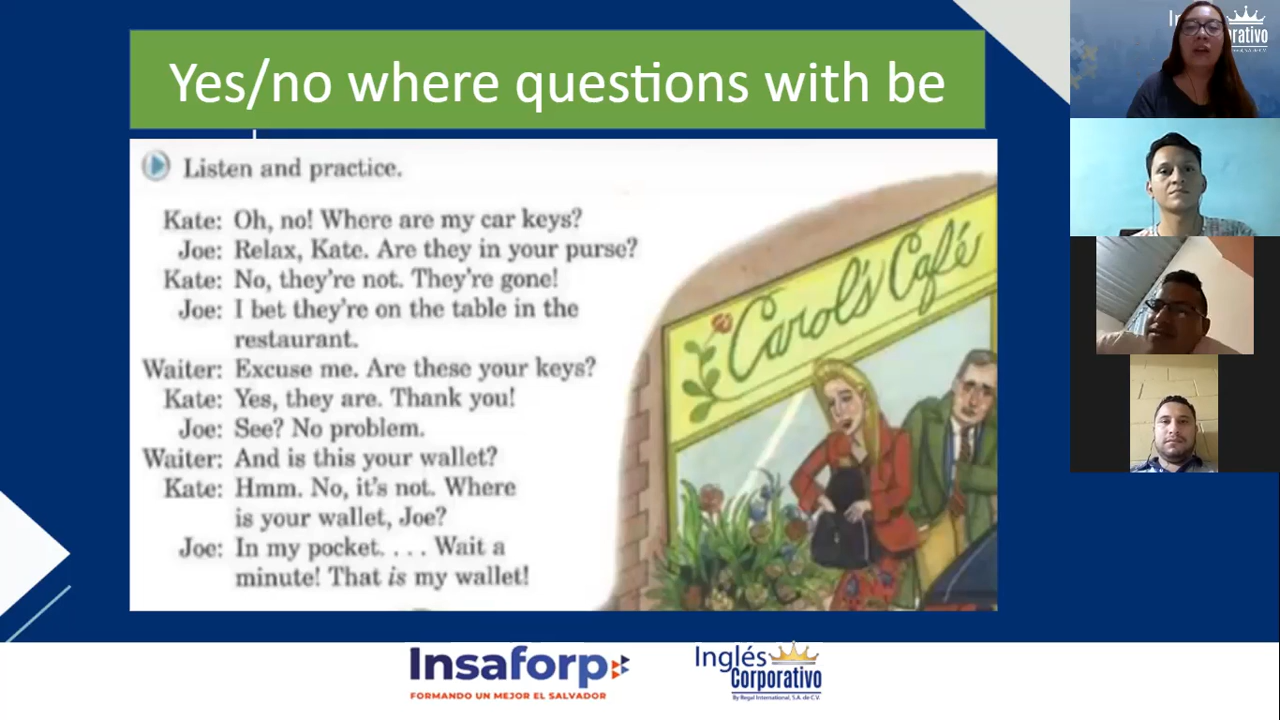 Yes/no where questions with be
Listen and practice.
Kate: Oh, no! Where are my car keys?
Joe: Relax, Kate. Are they in your purse?
Kate: No, they're not. They're gone!
Joe: I bet they're on the table in the
restaurant.
Waiter: Excuse me. Are these your keys?
Kate: Yes, they are. Thank you!
Joe: See? No problem.
Waiter: And is this your wallet?
Kate: Hmm. No, it's not. Where
is your wallet, Joe?
Joe: In my pocket. . . . Wait a
minute! That is my wallet!
Carol's Café
Insaforp
FORMANDO UN MEJOR EL SALVADOR
Inglés
Corporativo
By Regal International, S.A. de C.V.